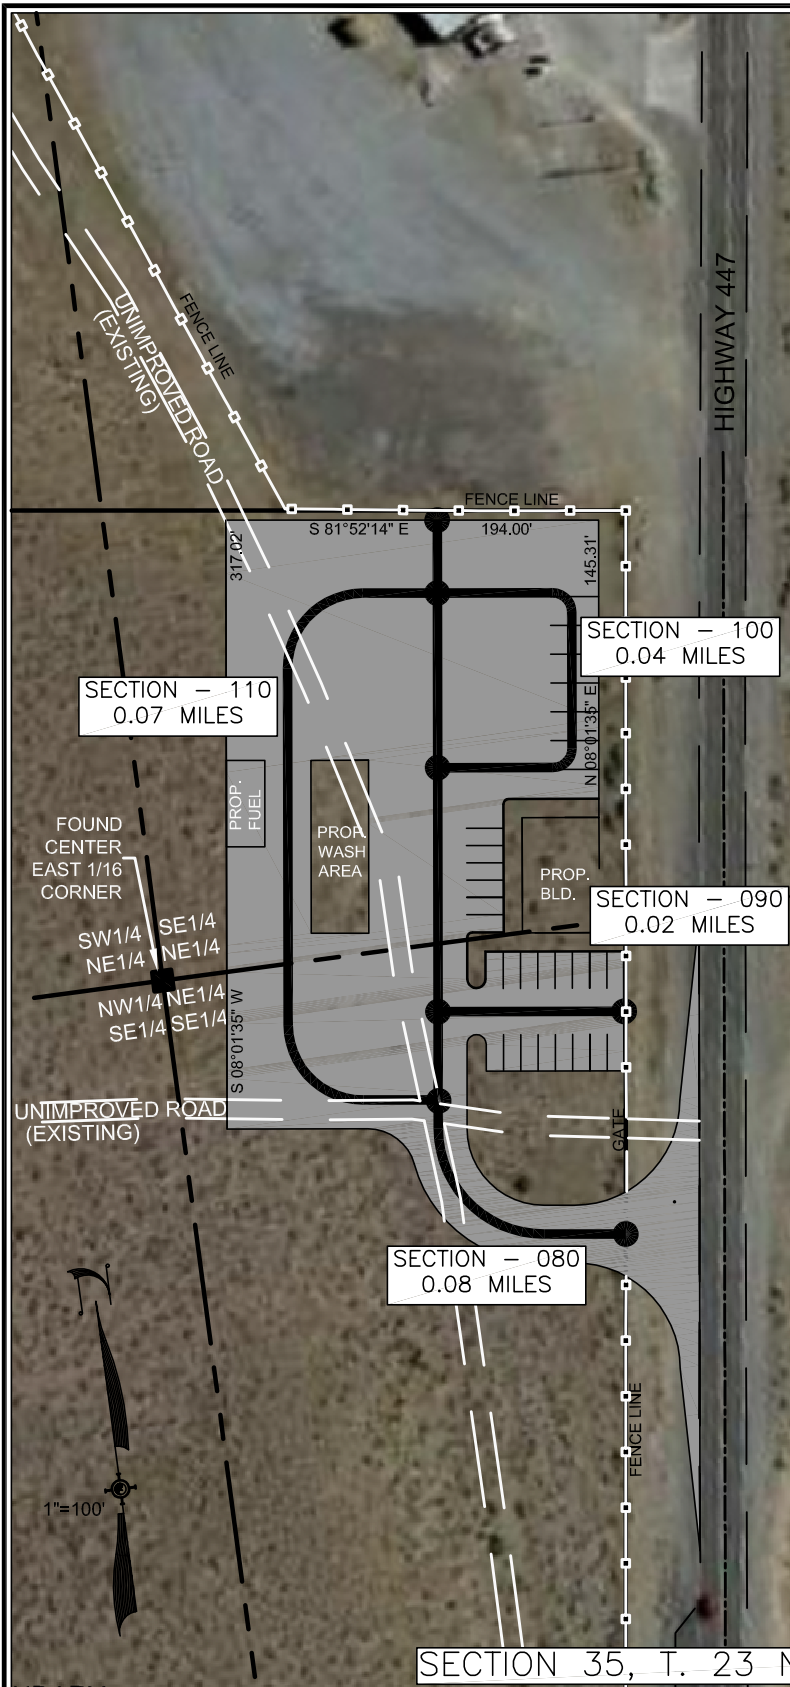 HIGHWAY 447
FENCE LINE
UNIMPROVED ROAD
(EXISTING)
FENCE LINE
S 81°52'14" E
194.00'
317.02'
145.31'
SECTION - 100
0.04 MILES
SECTION - 110
0.07 MILES
N 08°01'35" E
PROP.
FUEL
PROP.
WASH
AREA
PROP.
BLD.
FOUND
CENTER
EAST 1/16
CORNER
SECTION - 090
0.02 MILES
SW1/4 SE1/4
NE1/4 NE1/4
NW1/4 NE1/4
SE1/4 SE1/4
S 08°01'35" W
UNIMPROVED ROAD
(EXISTING)
GATE
SECTION - 080
0.08 MILES
FENCE LINE
1"=100'
SECTION 35, T. 23 N